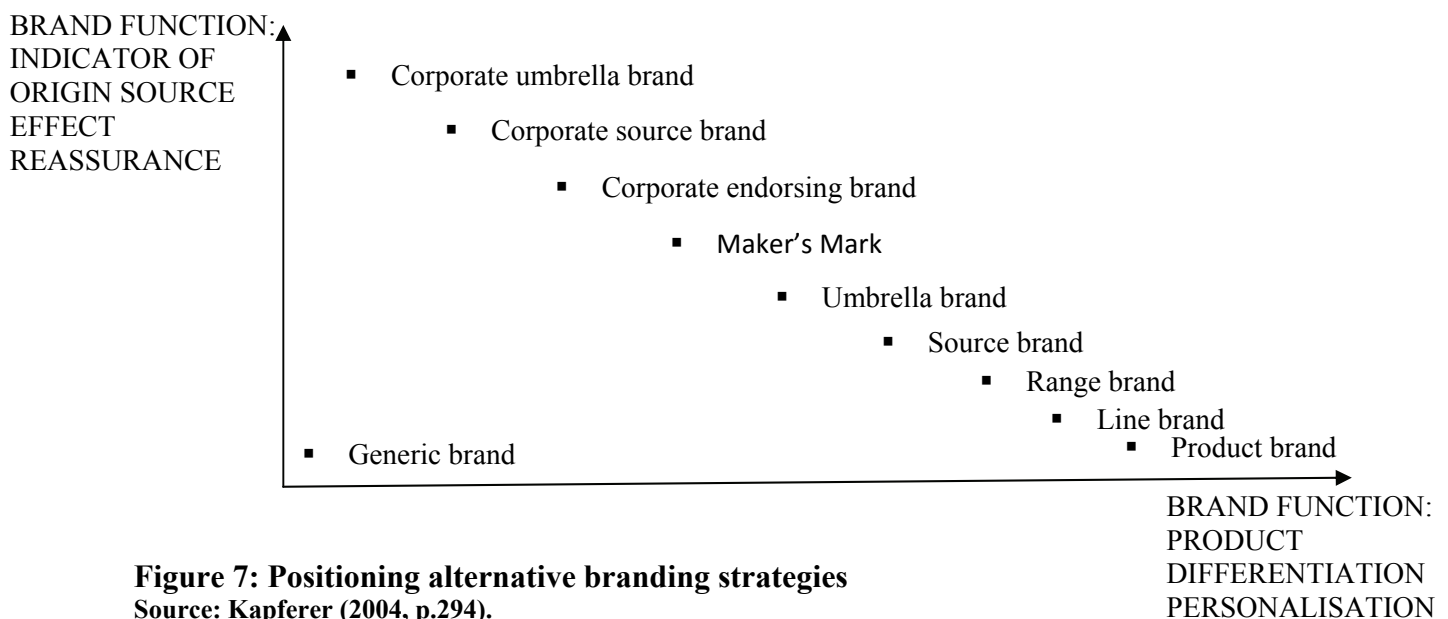 BRAND FUNCTION:
INDICATOR OF
ORIGIN SOURCE
EFFECT
REASSURANCE
▪ Corporate umbrella brand
▪ Corporate source brand
▪ Corporate endorsing brand
▪ Maker’s Mark
▪ Umbrella brand
▪ Source brand
▪ Range brand
▪ Line brand
▪ Product brand
▪ Generic brand
BRAND FUNCTION:
PRODUCT
DIFFERENTIATION
PERSONALISATION
Figure 7: Positioning alternative branding strategies
Source: Kapferer (2004, p.294).